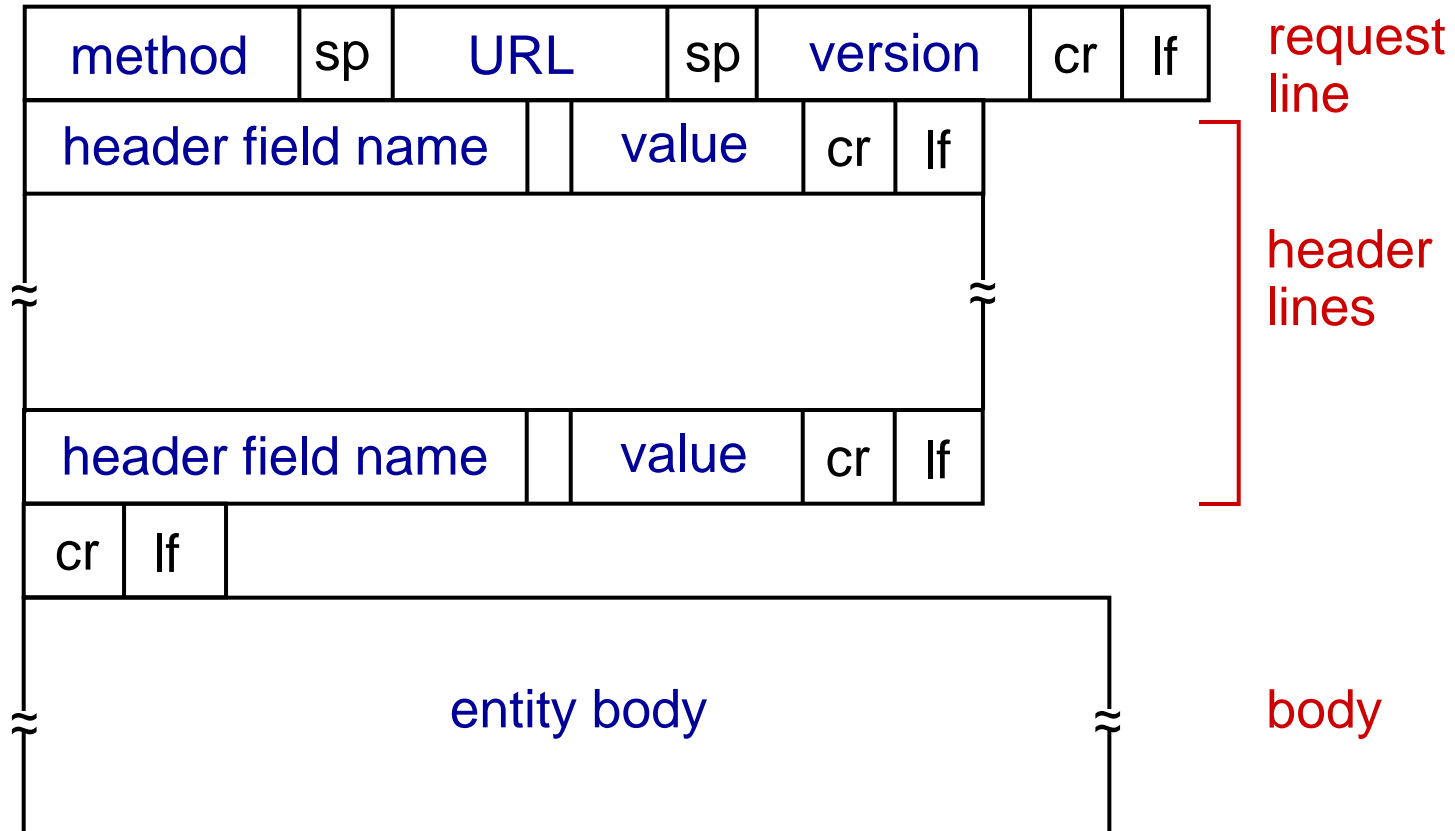 method sp URL sp version cr lf request
line
header field name value cr lf
header
lines
header field name value cr lf
cr lf
entity body body